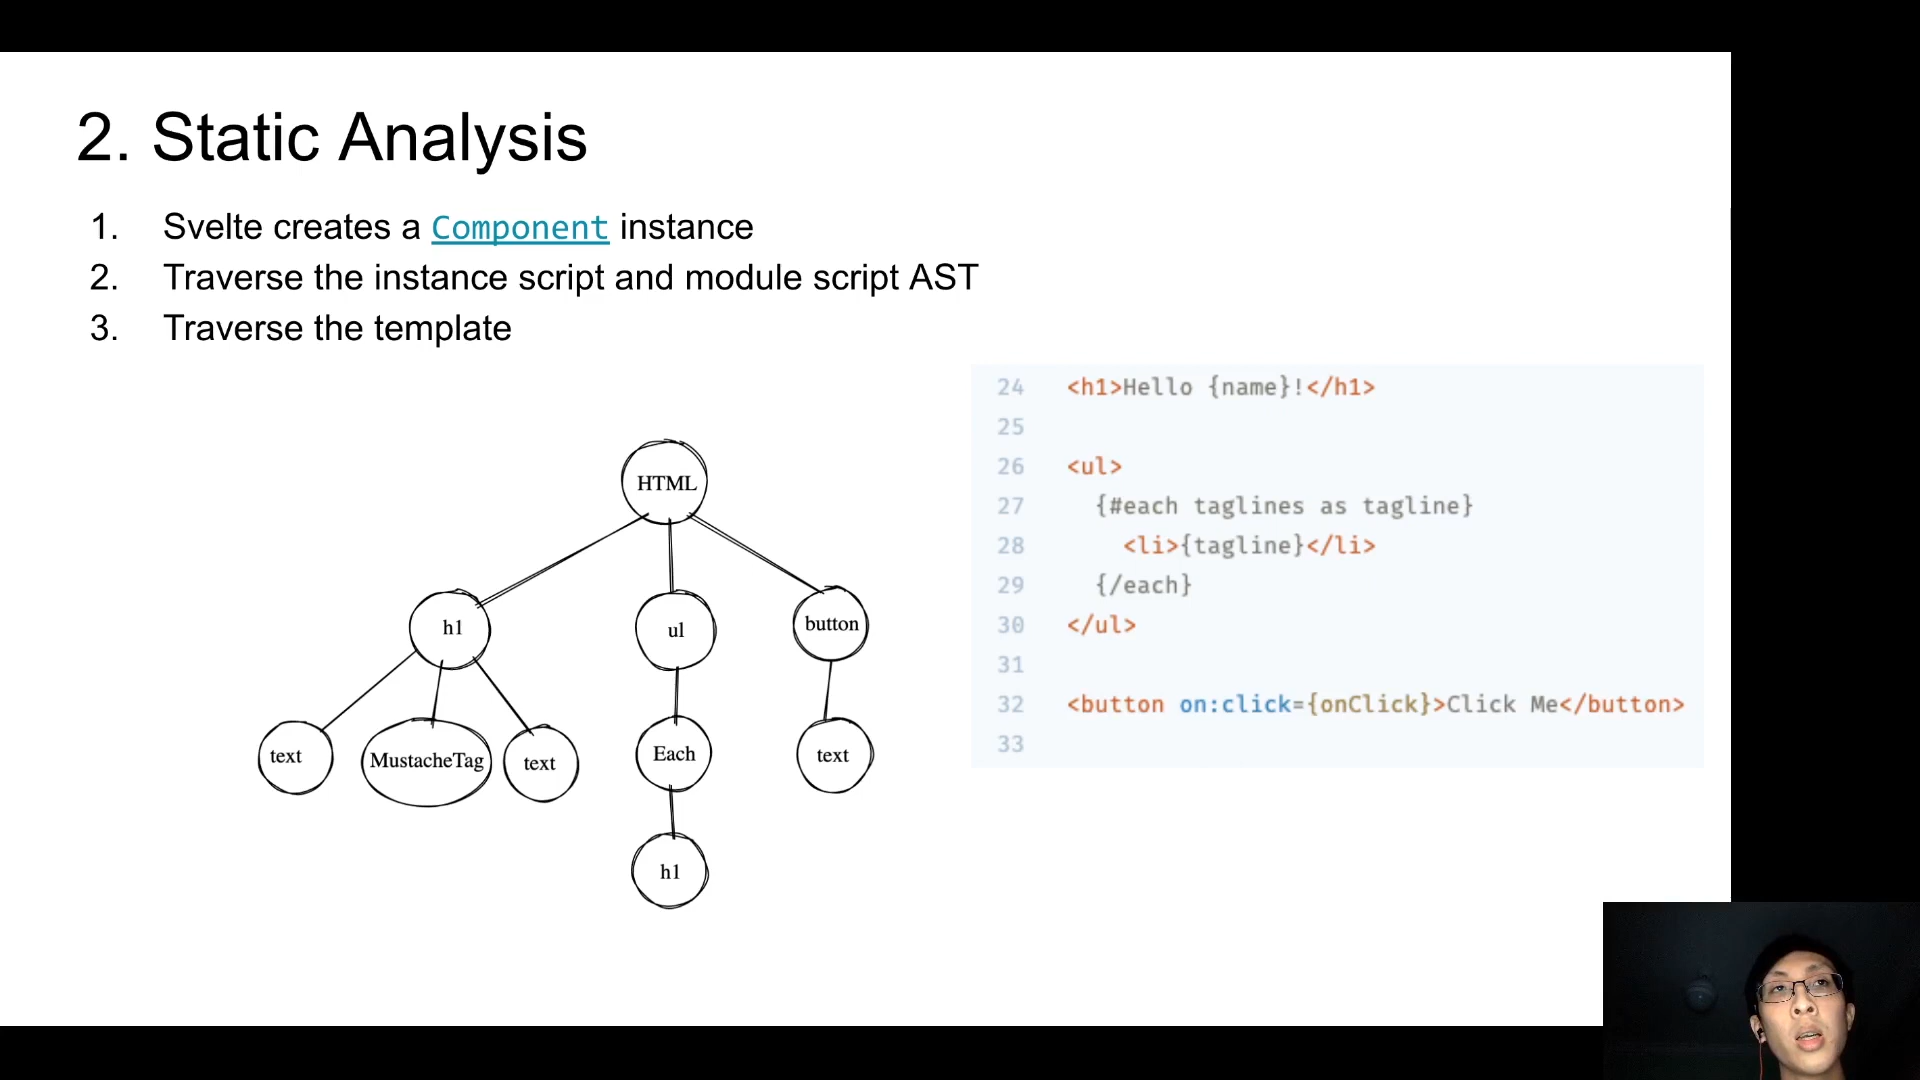 2. Static Analysis
1. Svelte creates a Component instance
2. Traverse the instance script and module script AST
3. Traverse the template
HTML
h1
ul
button
text
MustacheTag
text
Each
text
h1
24 <h1>Hello {name}!</h1>
25
26 <ul>
27 {#each taglines as tagline}
28 <li>{tagline}</li>
29 {/each}
30 </ul>
31
32 <button on:click={onClick}>Click Me</button>
33